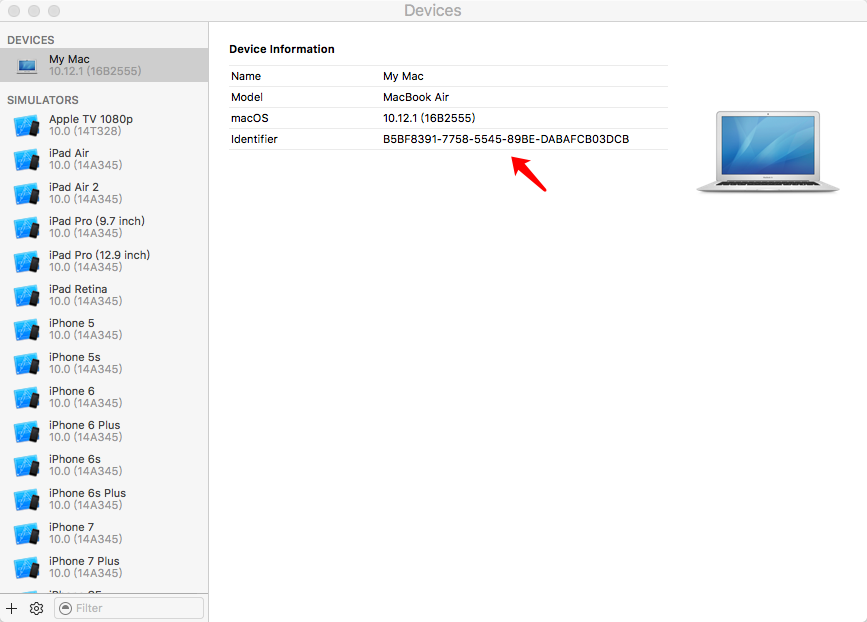 Devices
DEVICES
My Mac
10.12.1 (16B2555)
SIMULATORS
Apple TV 1080p
10.0 (14T328)
iPad Air
10.0 (14A345)
iPad Air 2
10.0 (14A345)
iPad Pro (9.7 inch)
10.0 (14A345)
iPad Pro (12.9 inch)
10.0 (14A345)
iPad Retina
10.0 (14A345)
iPhone 5
10.0 (14A345)
iPhone 5s
10.0 (14A345)
iPhone 6
10.0 (14A345)
iPhone 6 Plus
10.0 (14A345)
iPhone 6s
10.0 (14A345)
iPhone 6s Plus
10.0 (14A345)
iPhone 7
10.0 (14A345)
iPhone 7 Plus
10.0 (14A345)
Filter
Device Information
Name My Mac
Model MacBook Air
macOS 10.12.1 (16B2555)
Identifier B5BF8391-7758-5545-89BE-DABAFCB03DCB